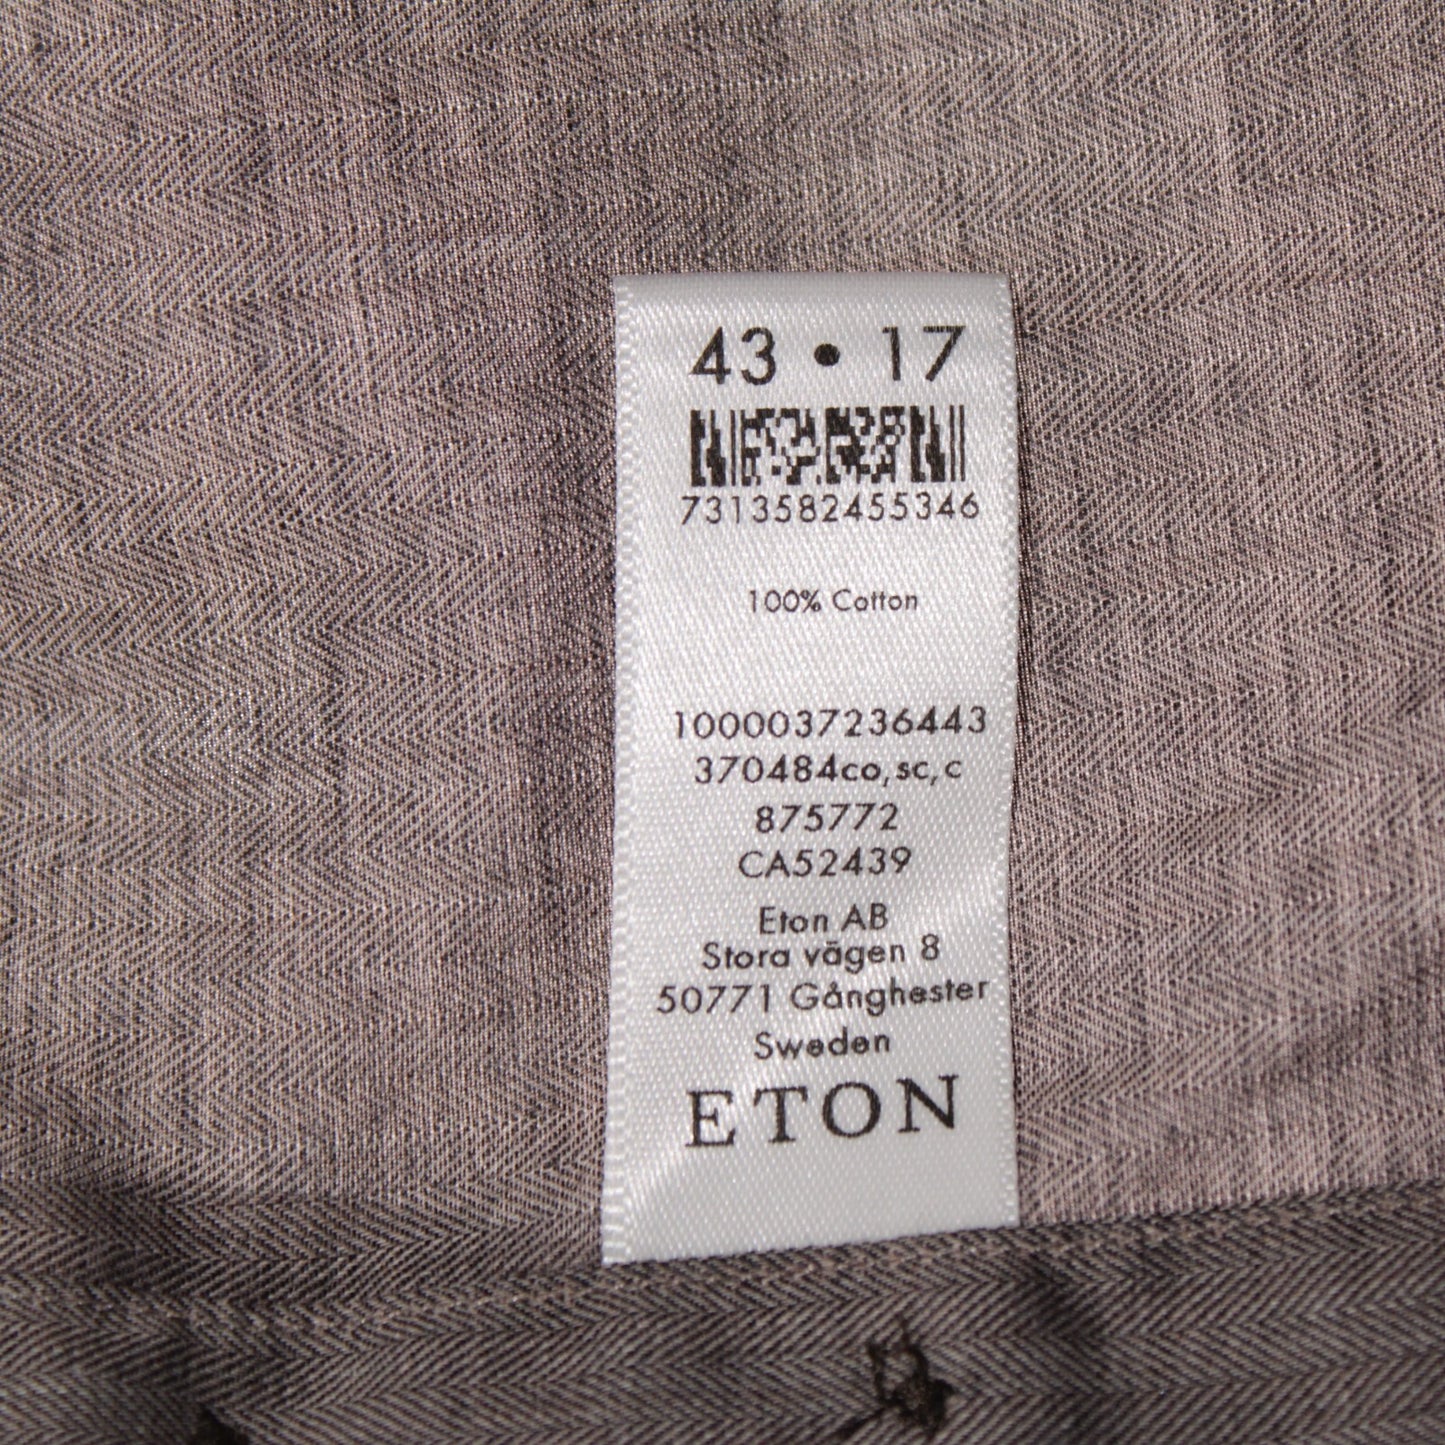 43 • 17
7313582455346
100% Cotton
1000037236443
370484co,sc,c
875772
CA52439
Eton AB
Stora vägen 8
50771 Gånghester
Sweden
ETON